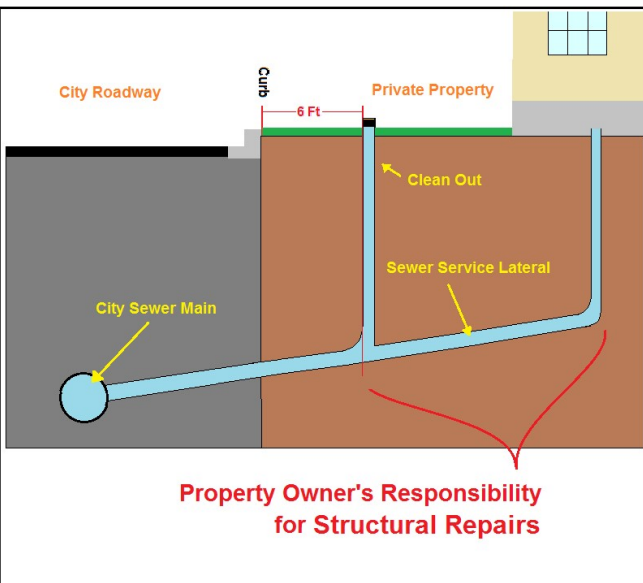 City Roadway
Curb
Private Property
6 Ft
Clean Out
Sewer Service Lateral
City Sewer Main
Property Owner's Responsibility
for Structural Repairs